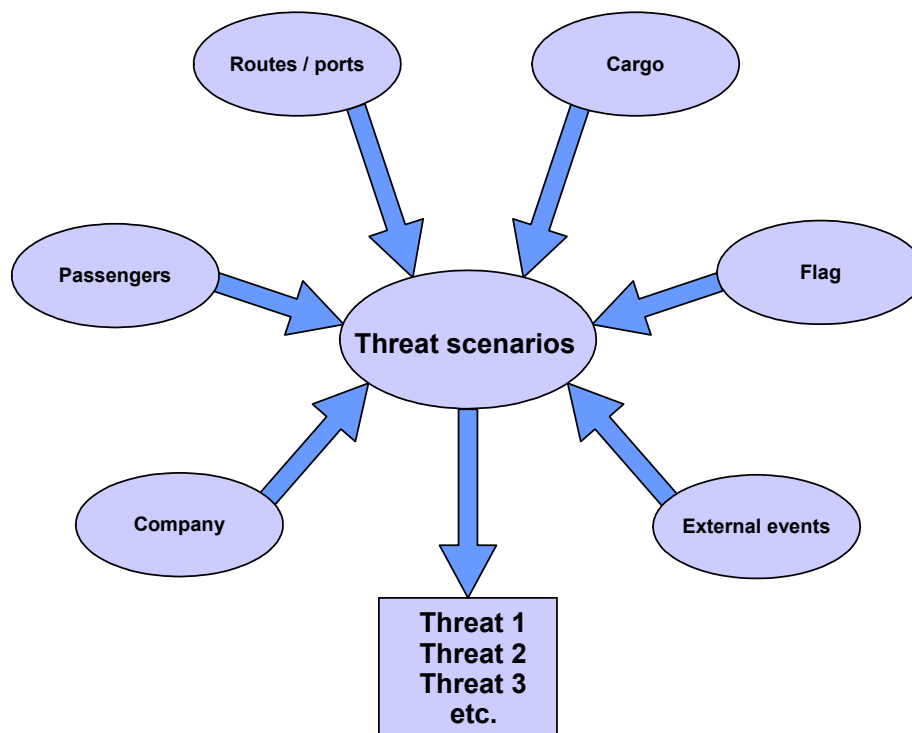 Routes / ports
Cargo
Passengers
Flag
Threat scenarios
Company
External events
Threat 1
Threat 2
Threat 3
etc.